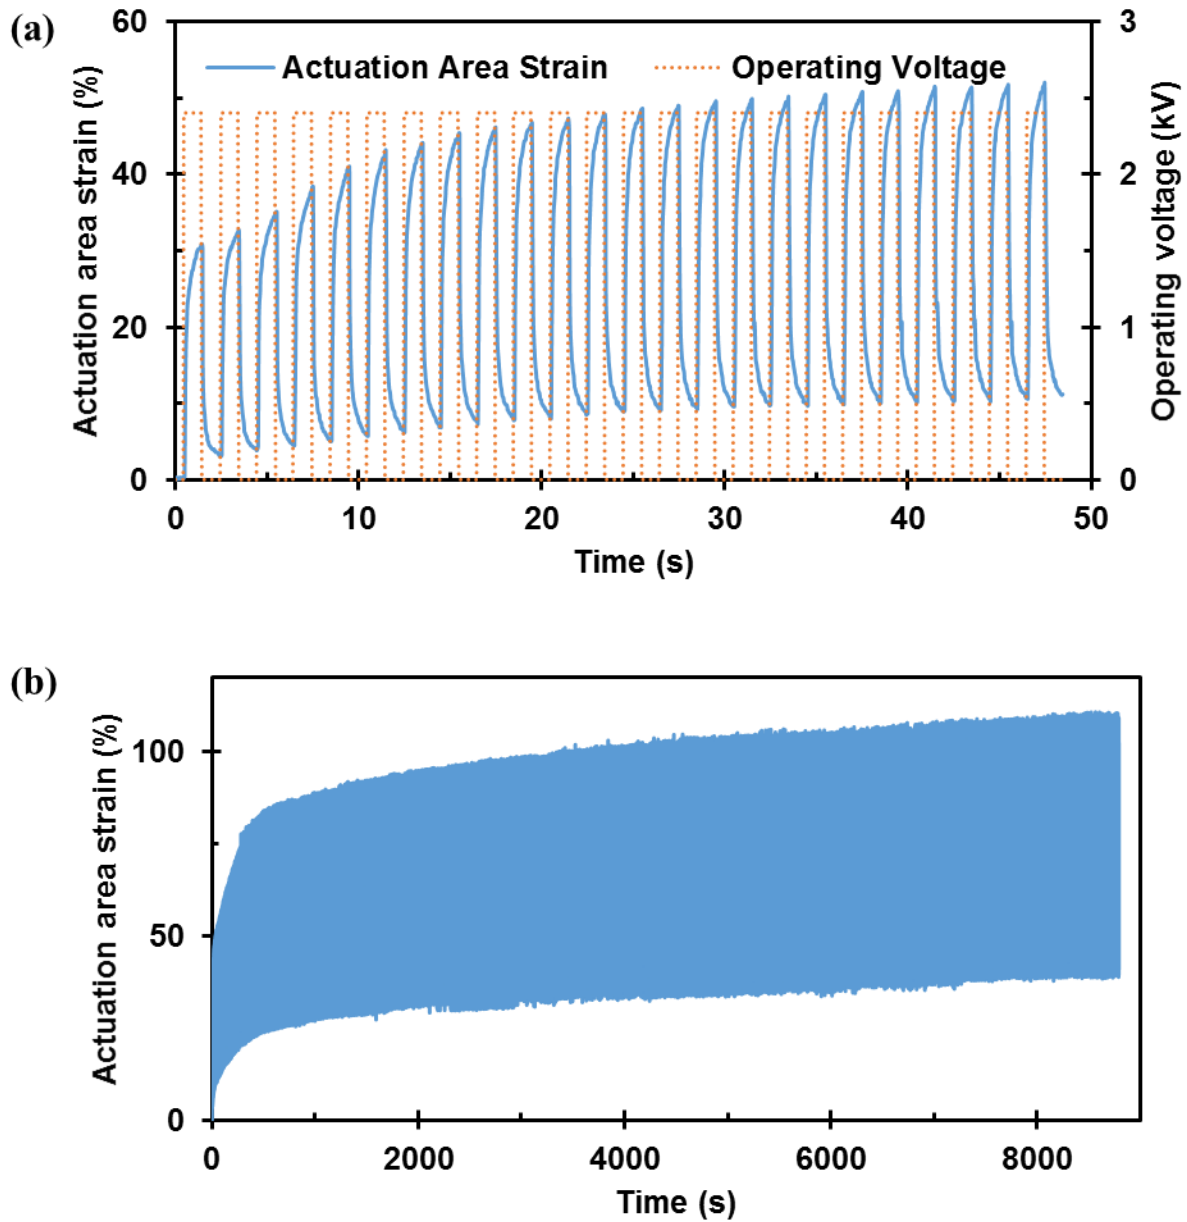 (a)
Actuation Area Strain Operating Voltage
Actuation area strain (%)
60
40
20
0
3
2
1
0
Operating voltage (kV)
0 10 20 30 40 50
Time (s)
(b)
Actuation area strain (%)
100
50
0
0 2000 4000 6000 8000
Time (s)